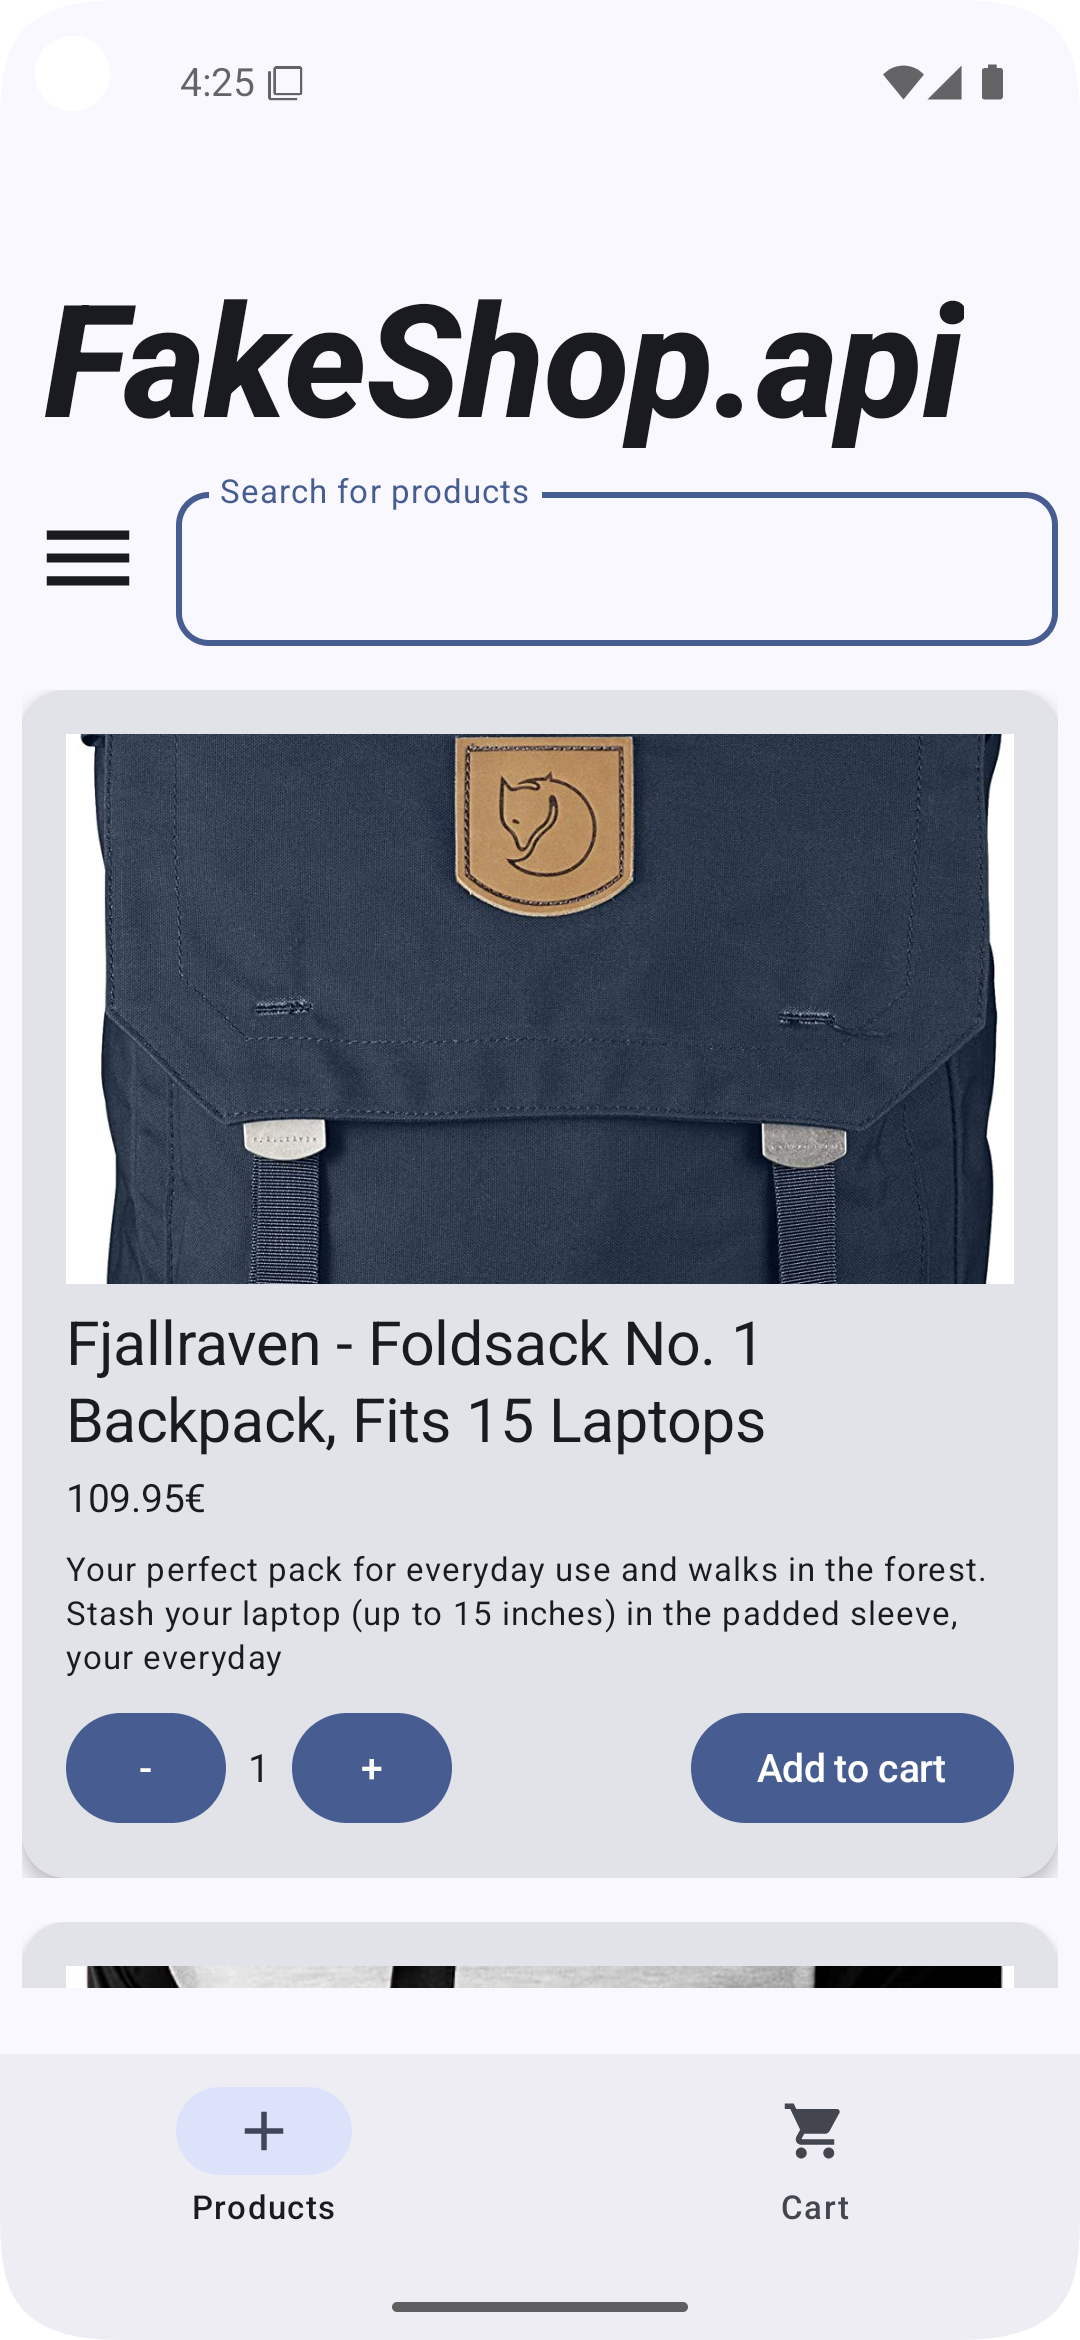 4:25
FakeShop.api
Search for products
Fjallraven - Foldsack No. 1
Backpack, Fits 15 Laptops
109.95€
Your perfect pack for everyday use and walks in the forest.
Stash your laptop (up to 15 inches) in the padded sleeve,
your everyday
- 1 + Add to cart
Products Cart